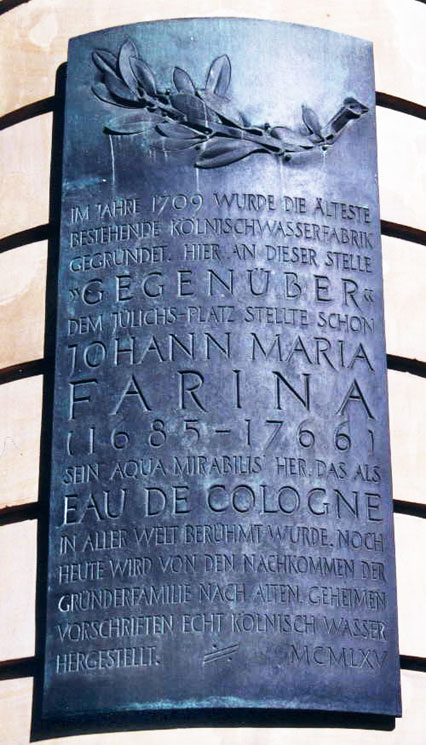 IM JAHRE 1709 WURDE DIE ÄLTESTE
BESTEHENDE KÖLNISCHWASSERFABRIK
GEGRÜNDET. HIER AN DIESER STELLE
»GEGENÜBER«
DEM JÜLICHS-PLATZ STELLTE SCHON
JOHANN MARIA
FARINA
(1685-1766)
SEIN AQUA MIRABILIS HER, DAS ALS
EAU DE COLOGNE
IN ALLER WELT BERÜHMT WURDE. NOCH
HEUTE WIRD VON DEN NACHKOMMEN DER
GRÜNDERFAMILIE NACH ALTEN, GEHEIMEN
VORSCHRIFTEN ECHT KÖLNISCH WASSER
HERGESTELLT. MCMLXV